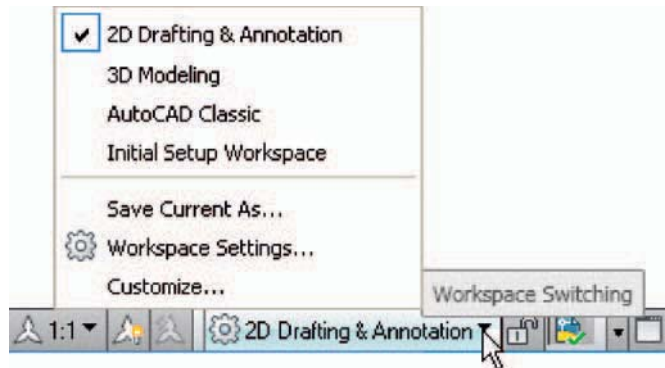 2D Drafting & Annotation
3D Modeling
AutoCAD Classic
Initial Setup Workspace
Save Current As...
Workspace Settings...
Customize...
Workspace Switching
1:1
2D Drafting & Annotation